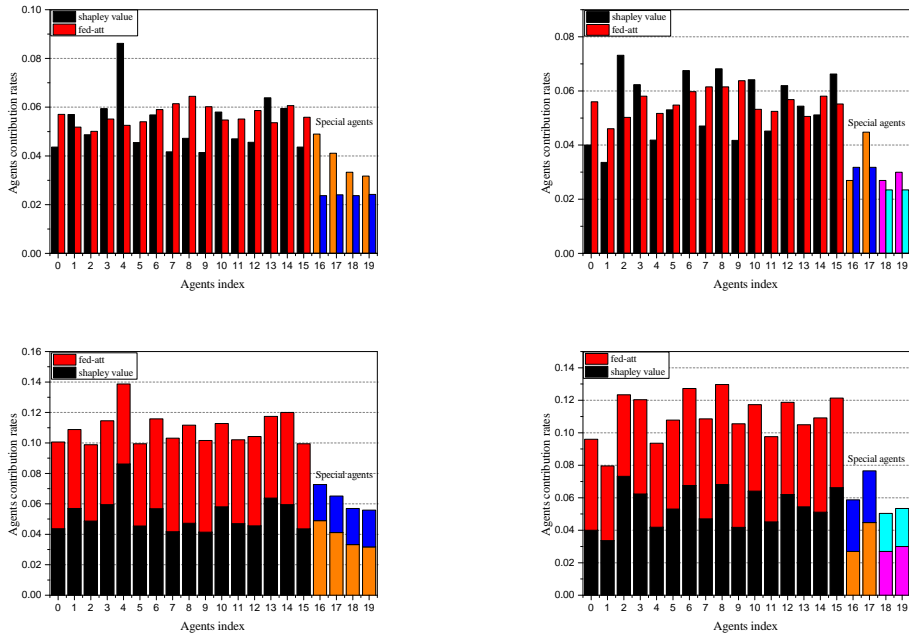 0.10
0.08
0.06
0.04
0.02
0.00
Agents contribution rates
shapley value
fed-att
Special agents
0 1 2 3 4 5 6 7 8 9 10 11 12 13 14 15 16 17 18 19
Agents index
0.08
0.06
0.04
0.02
0.00
Agents contribution rates
shapley value
fed-att
Special agents
0 1 2 3 4 5 6 7 8 9 10 11 12 13 14 15 16 17 18 19
Agents index
0.16
0.14
0.12
0.10
0.08
0.06
0.04
0.02
0.00
Agents contribution rates
fed-att
shapley value
Special agents
0 1 2 3 4 5 6 7 8 9 10 11 12 13 14 15 16 17 18 19
Agents index
0.14
0.12
0.10
0.08
0.06
0.04
0.02
0.00
Agents contribution rates
fed-att
shapley value
Special agents
0 1 2 3 4 5 6 7 8 9 10 11 12 13 14 15 16 17 18 19
Agents index